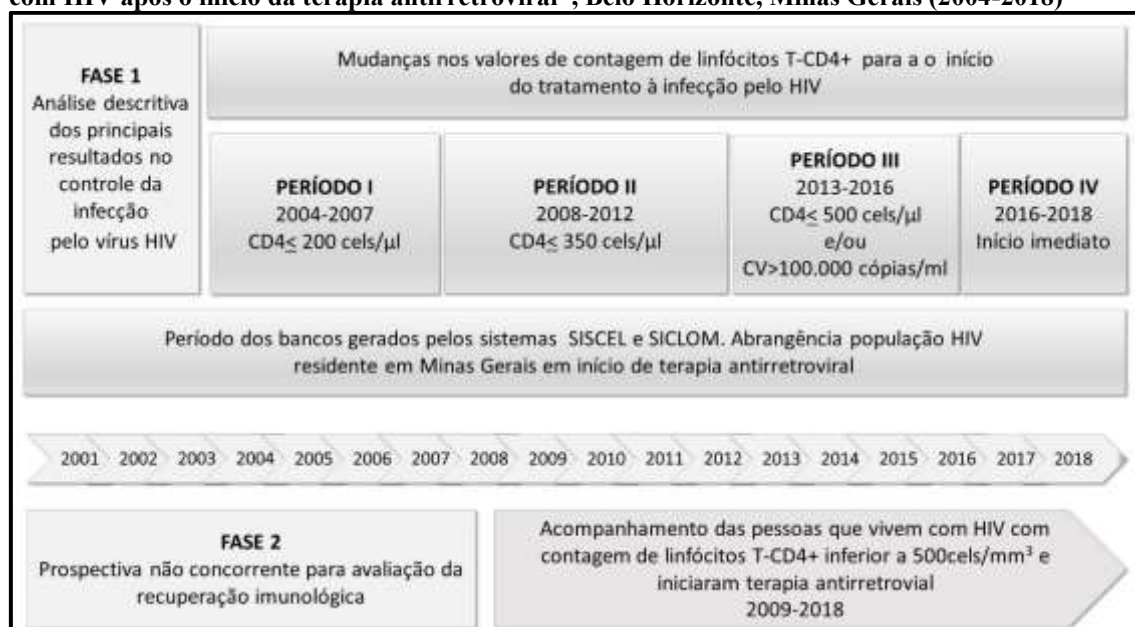 com HIV após o início da terapia antirretroviral", Belo Horizonte, Minas Gerais (2004-2018)
FASE 1
Análise descritiva
dos principais
resultados no
controle da
infecção
pelo vírus HIV
Mudanças nos valores de contagem de linfócitos T-CD4+ para a o início
do tratamento à infecção pelo HIV
PERÍODO I
2004-2007
CD4≤ 200 cels/µl
PERÍODO II
2008-2012
CD4≤ 350 cels/µl
PERÍODO III
2013-2016
CD4≤ 500 cels/µl
e/ou
CV>100.000 cópias/ml
PERÍODO IV
2016-2018
Início imediato
Período dos bancos gerados pelos sistemas SISCEL e SICLOM. Abrangência população HIV
residente em Minas Gerais em início de terapia antirretroviral
2001 2002 2003 2004 2005 2006 2007 2008 2009 2010 2011 2012 2013 2014 2015 2016 2017 2018
FASE 2
Prospectiva não concorrente para avaliação da
recuperação imunológica
Acompanhamento das pessoas que vivem com HIV com
contagem de linfócitos T-CD4+ inferior a 500cels/mm³ e
iniciaram terapia antirretrovial
2009-2018